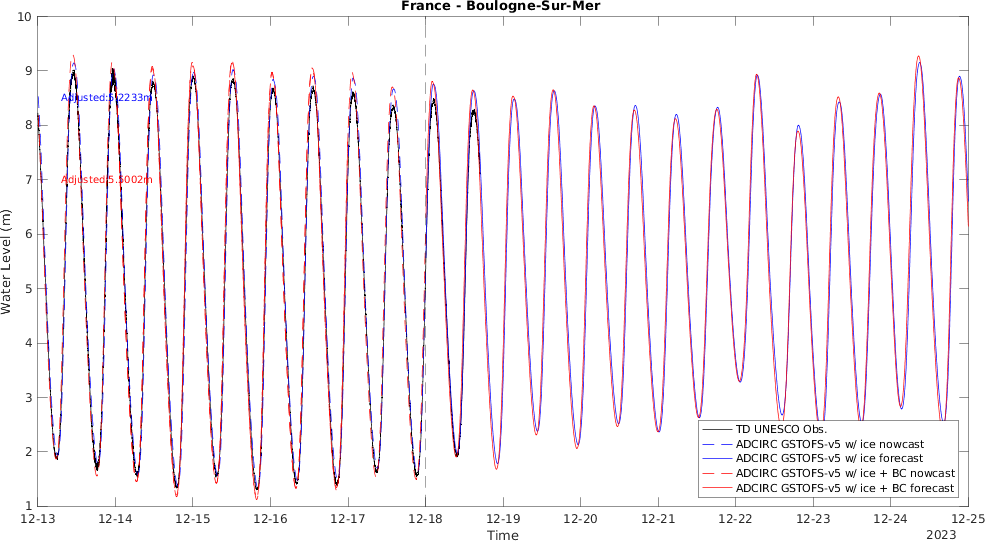 France - Boulogne-Sur-Mer
10
9
8
7
6
5
4
3
2
1
Water Level (m)
Adjusted:5.2233m
Adjusted:5.5002m
12-13
12-14
12-15
12-16
12-17
12-18
12-19
12-20
12-21
12-22
12-23
12-24
12-25
Time
2023
TD UNESCO Obs.
ADCIRC GSTOFS-v5 w/ ice nowcast
ADCIRC GSTOFS-v5 w/ ice forecast
ADCIRC GSTOFS-v5 w/ ice + BC nowcast
ADCIRC GSTOFS-v5 w/ ice + BC forecast